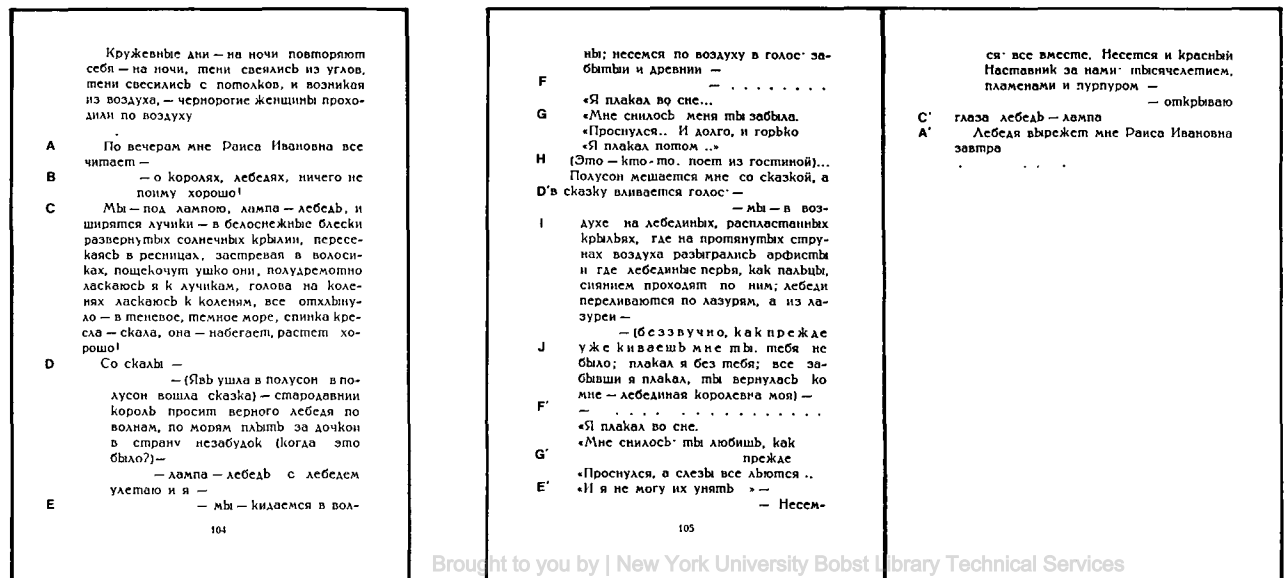 Кружевные дни — на ночи повторяют
себя — на ночи, тени свеялись из углов,
тени свесились с потолков, и возникая
из воздуха, — чернорогие женщины прохо-
дили по воздуху
A По вечерам мне Раиса Ивановна все
читает —
B — о королях, лебедях, ничего не
пойму хорошо!
C Мы — под лампою, лампа — лебедь, и
ширятся лучики — в белоснежные блески
развернутых солнечных крылий, пересе-
каясь в ресницах, застревая в волоси-
ках, пощекочут ушко они, полудремотно
ласкаюсь я к лучикам, голова на коле-
нях ласкаюсь к коленям, все отхлыну-
ло — в теневое, темное море, спинка кре-
сла — скала, она — набегает, растет хо-
рошо!
D Со скалы —
— (Явь ушла в полусон в по-
лусон вошла сказка) — стародавний
король просит верного лебедя по
волнам, по морям плыть за дочкой
в страну незабудок (когда это
было?)—
— лампа — лебедь с лебедем
улетаю и я —
E — мы — кидаемся в вол-
104
ны; несемся по воздуху в голос· за-
бытый и древний —
F — . . . . . . . .
«Я плакал во сне...
G «Мне снилось меня ты забыла.
«Проснулся.. И долго, и горько
«Я плакал потом ..»
H (Это — кто-то. поет из гостиной)...
Полусон мешается мне со сказкой, а
D' в сказку вливается голос· —
— мы — в воз-
I духе на лебединых, распластанных
крыльях, где на протянутых стру-
нах воздуха разыгрались арфисты
и где лебединые перья, как пальцы,
сиянием проходят по ним; лебеди
переливаются по лазурям, а из ла-
зурей —
— (беззвучно, как прежде
J уже киваешь мне ты. тебя не
было; плакал я без тебя; все за-
бывши я плакал, ты вернулась ко
мне — лебединая королевна моя) —
F' — . . . . . . . . . . . . . .
«Я плакал во сне.
«Мне снилось· ты любишь, как
G' прежде
«Проснулся, а слезы все льются ..
E' «И я не могу их унять » —
— Несем-
105
ся· все вместе, Несется и красный
Наставник за нами· тысячелетием,
пламенами и пурпуром —
— открываю
C' глаза лебедь — лампа
A' Лебедя вырежет мне Раиса Ивановна
завтра
. . . .
Brought to you by | New York University Bobst Library Technical Services